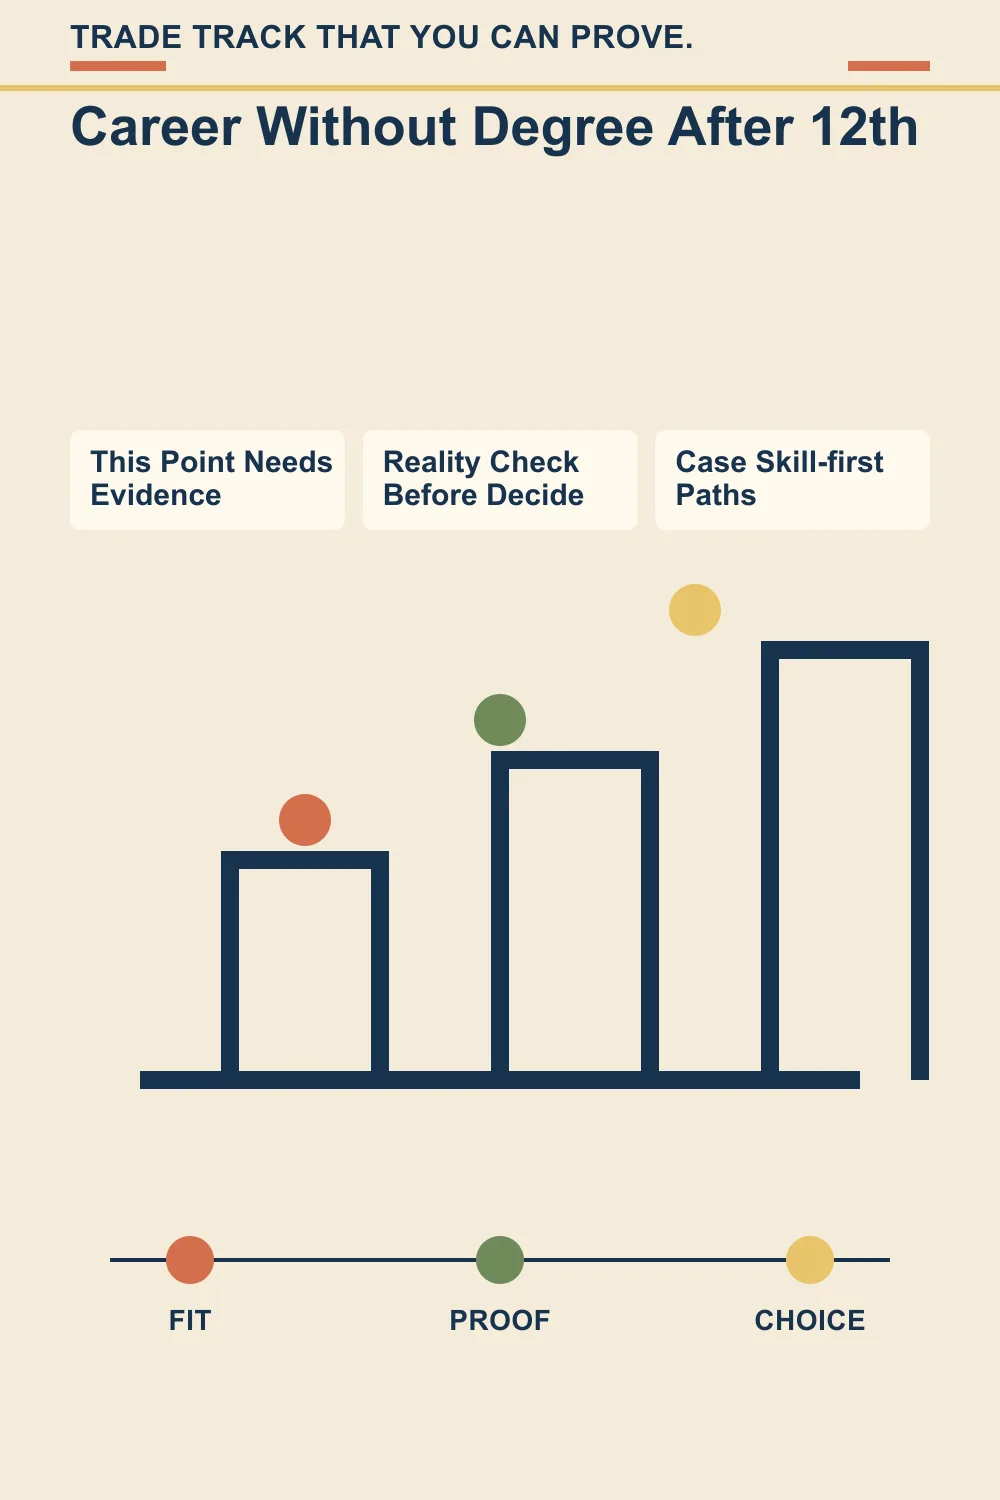 TRADE TRACK THAT YOU CAN PROVE.
Career Without Degree After 12th
This Point Needs
Evidence
Reality Check
Before Decide
Case Skill-first
Paths
FIT
PROOF
CHOICE